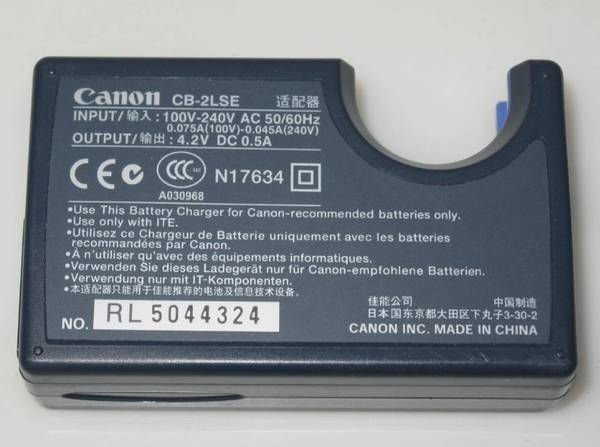 Canon CB-2LSE 适配器
INPUT/输入: 100V-240V AC 50/60Hz
0.075A(100V)-0.045A(240V)
OUTPUT/输出: 4.2V DC 0.5A
CE CCC N17634
A030968
•Use This Battery Charger for Canon-recommended batteries only.
•Use only with ITE.
•Utilisez ce Chargeur de Batterie uniquement avec les batteries
recommandées par Canon.
•À n'utiliser qu'avec des équipements informatiques.
•Verwenden Sie dieses Ladegerät nur für Canon-empfohlene Batterien.
•Verwendung nur mit IT-Komponenten.
•本适配器只能用于佳能推荐的电池及信息技术设备。
佳能公司 中国制造
日本国东京都大田区下丸子3-30-2
NO. RL5044324
CANON INC. MADE IN CHINA